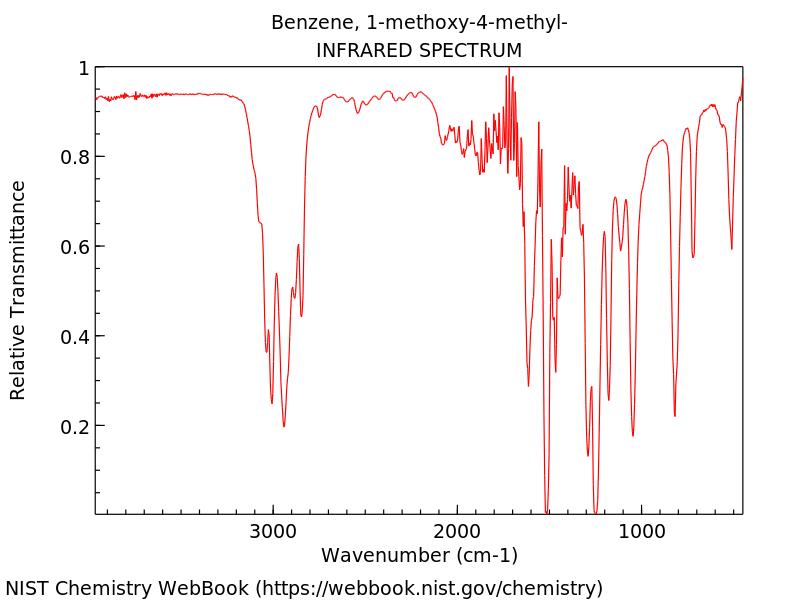 Benzene, 1-methoxy-4-methyl-
INFRARED SPECTRUM
1
0.8
0.6
0.4
0.2
Relative Transmittance
3000 2000 1000
Wavenumber (cm-1)
NIST Chemistry WebBook (https://webbook.nist.gov/chemistry)